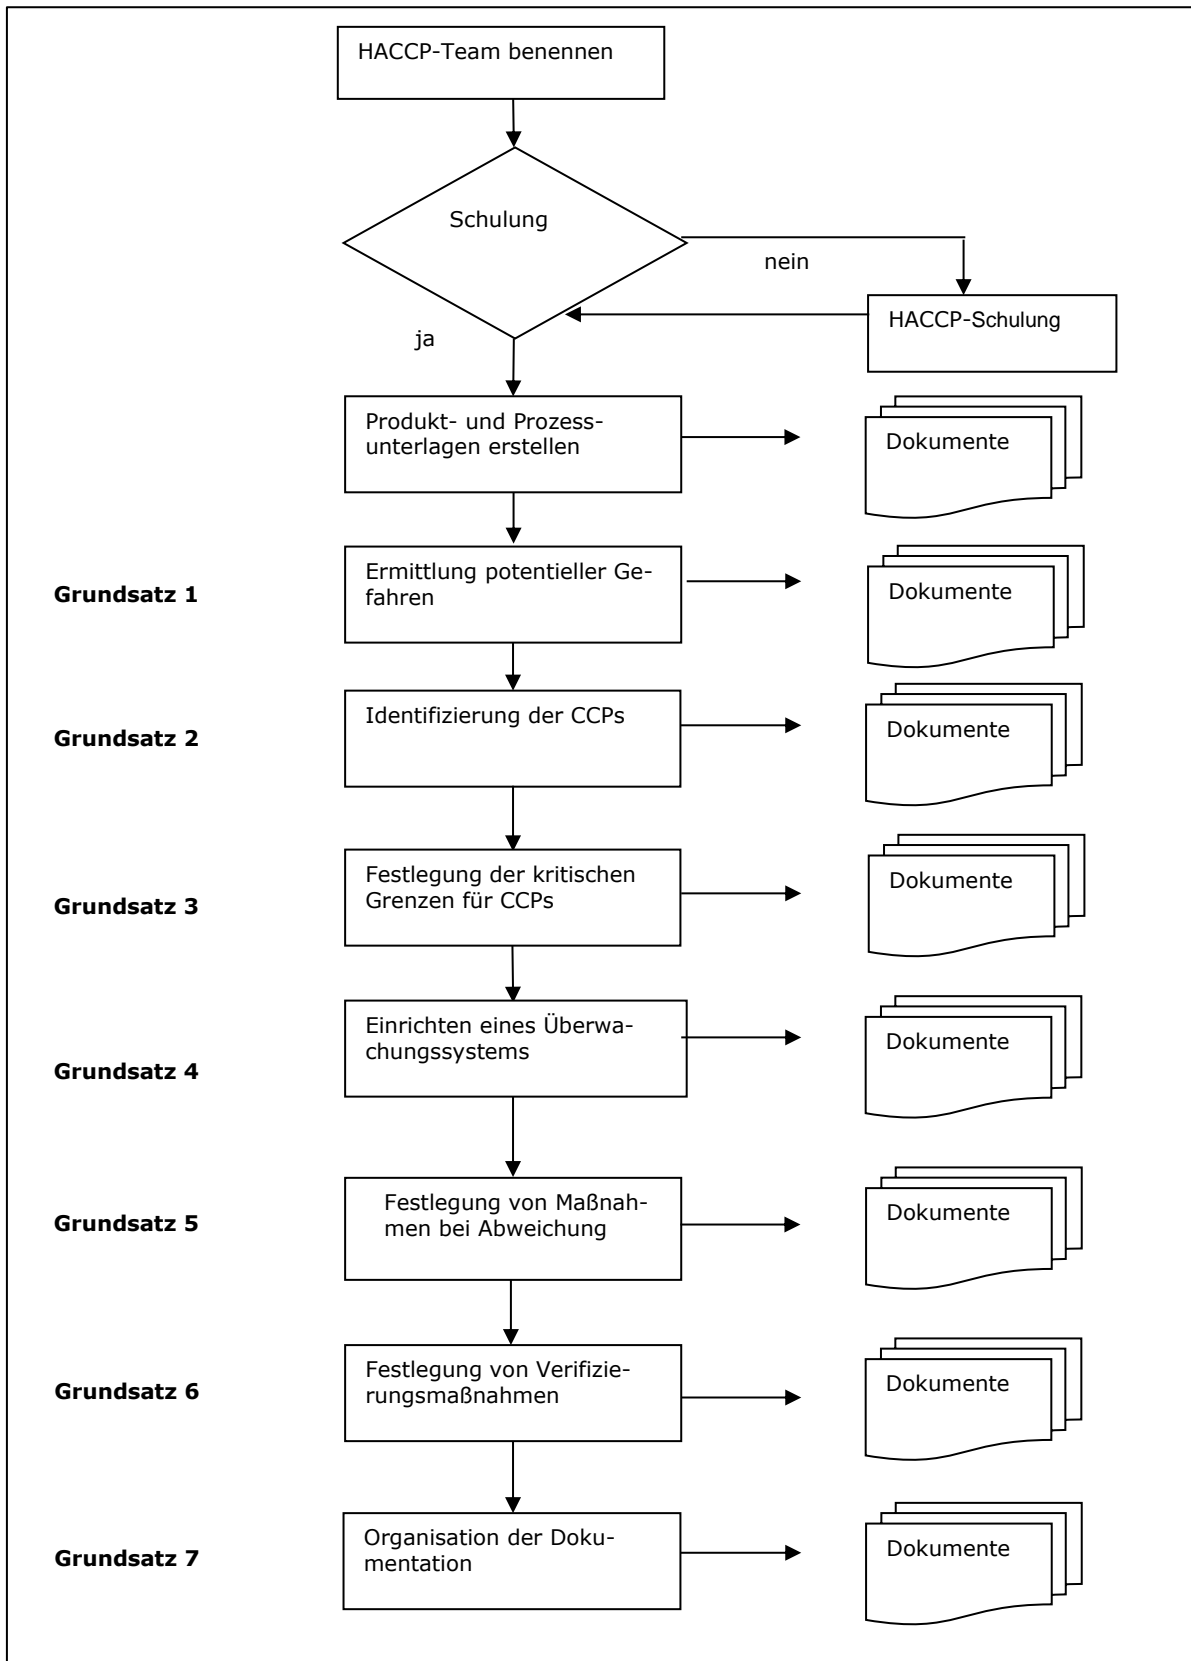 HACCP-Team benennen
Schulung
nein
HACCP-Schulung
ja
Produkt- und Prozess-
unterlagen erstellen
Dokumente
Grundsatz 1
Ermittlung potentieller Ge-
fahren
Dokumente
Grundsatz 2
Identifizierung der CCPs
Dokumente
Grundsatz 3
Festlegung der kritischen
Grenzen für CCPs
Dokumente
Grundsatz 4
Einrichten eines Überwa-
chungssystems
Dokumente
Grundsatz 5
Festlegung von Maßnah-
men bei Abweichung
Dokumente
Grundsatz 6
Festlegung von Verifizie-
rungsmaßnahmen
Dokumente
Grundsatz 7
Organisation der Doku-
mentation
Dokumente